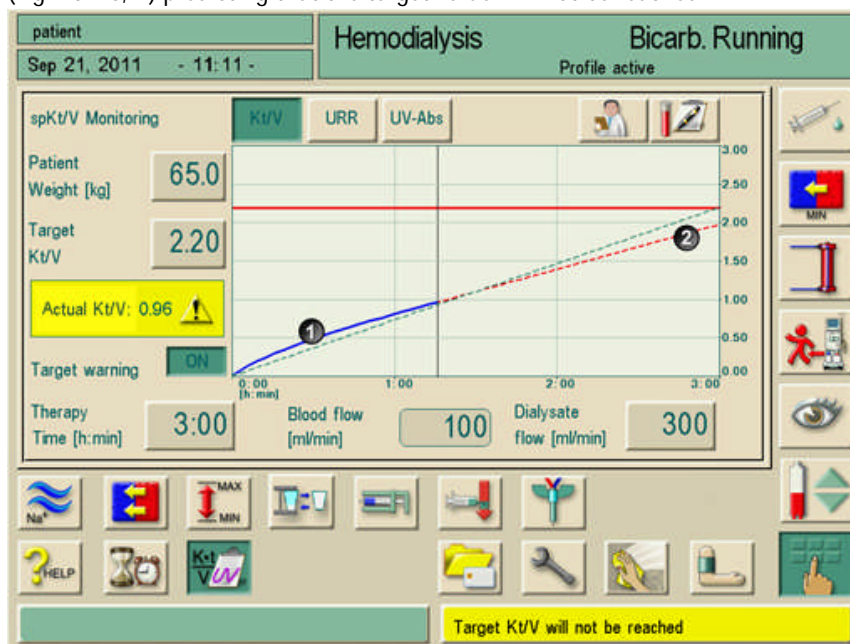 patient
Hemodialysis
Bicarb. Running
Sep 21, 2011 - 11:11 -
Profile active
spKt/V Monitoring
Kt/V
URR
UV-Abs
Patient
Weight [kg]
65.0
Target
Kt/V
2.20
Actual Kt/V: 0.96
Target warning
ON
3.00
2.50
2.00
1.50
1.00
0.50
0.00
1
2
0:00
1:00
2:00
3:00
[h:min]
Therapy
Time [h:min]
3:00
Blood flow
[ml/min]
100
Dialysate
flow [ml/min]
300
MIN
Na+
MAX
MIN
?HELP
K•t
V UV
Target Kt/V will not be reached